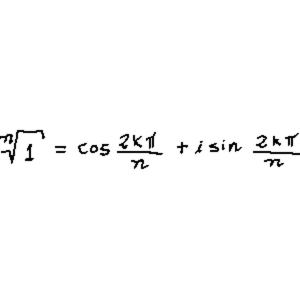 ⁿ√1 = cos 2kπ/n + i sin 2kπ/n